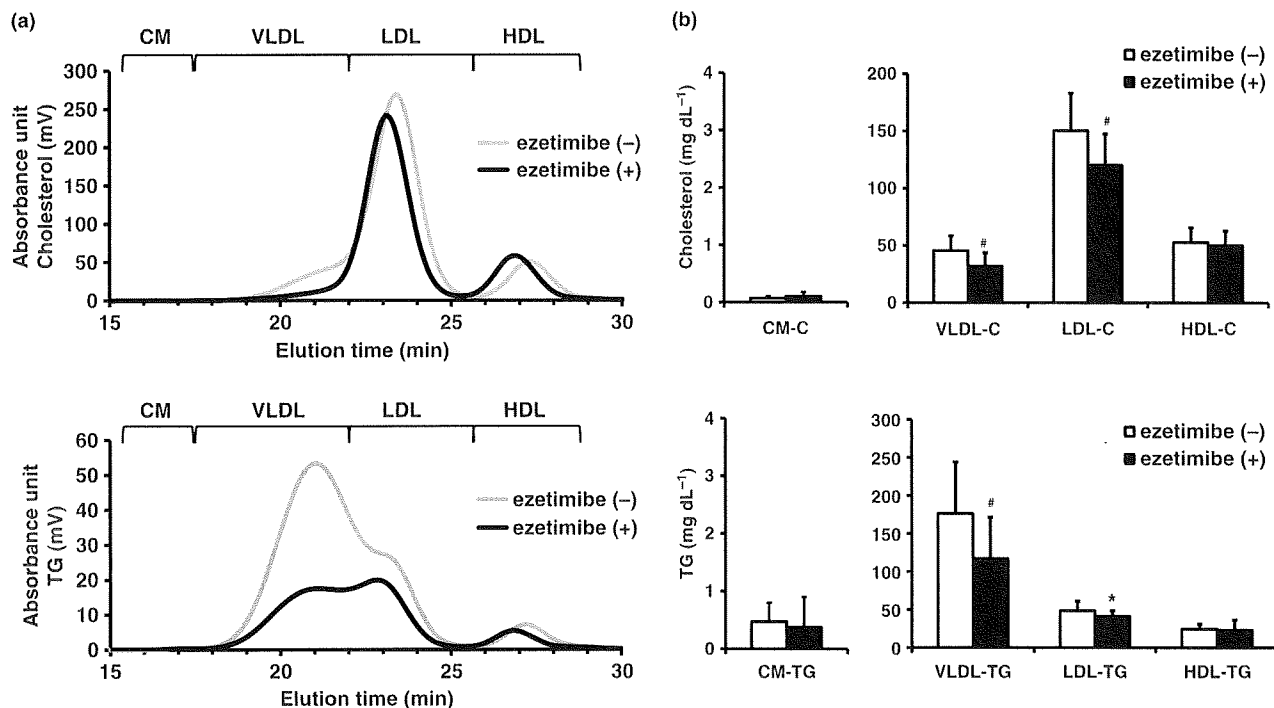 (a)
CM VLDL LDL HDL
Absorbance unit
Cholesterol (mV)
300
250
200
150
100
50
0
ezetimibe (–)
ezetimibe (+)
15 20 25 30
Elution time (min)
CM VLDL LDL HDL
Absorbance unit
TG (mV)
60
50
40
30
20
10
0
ezetimibe (–)
ezetimibe (+)
15 20 25 30
Elution time (min)
(b)
ezetimibe (–)
ezetimibe (+)
Cholesterol (mg dL⁻¹)
4
3
2
1
0
CM-C
200
150
100
50
0
#
#
VLDL-C LDL-C HDL-C
ezetimibe (–)
ezetimibe (+)
TG (mg dL⁻¹)
4
3
2
1
0
CM-TG
300
250
200
150
100
50
0
#
*
VLDL-TG LDL-TG HDL-TG